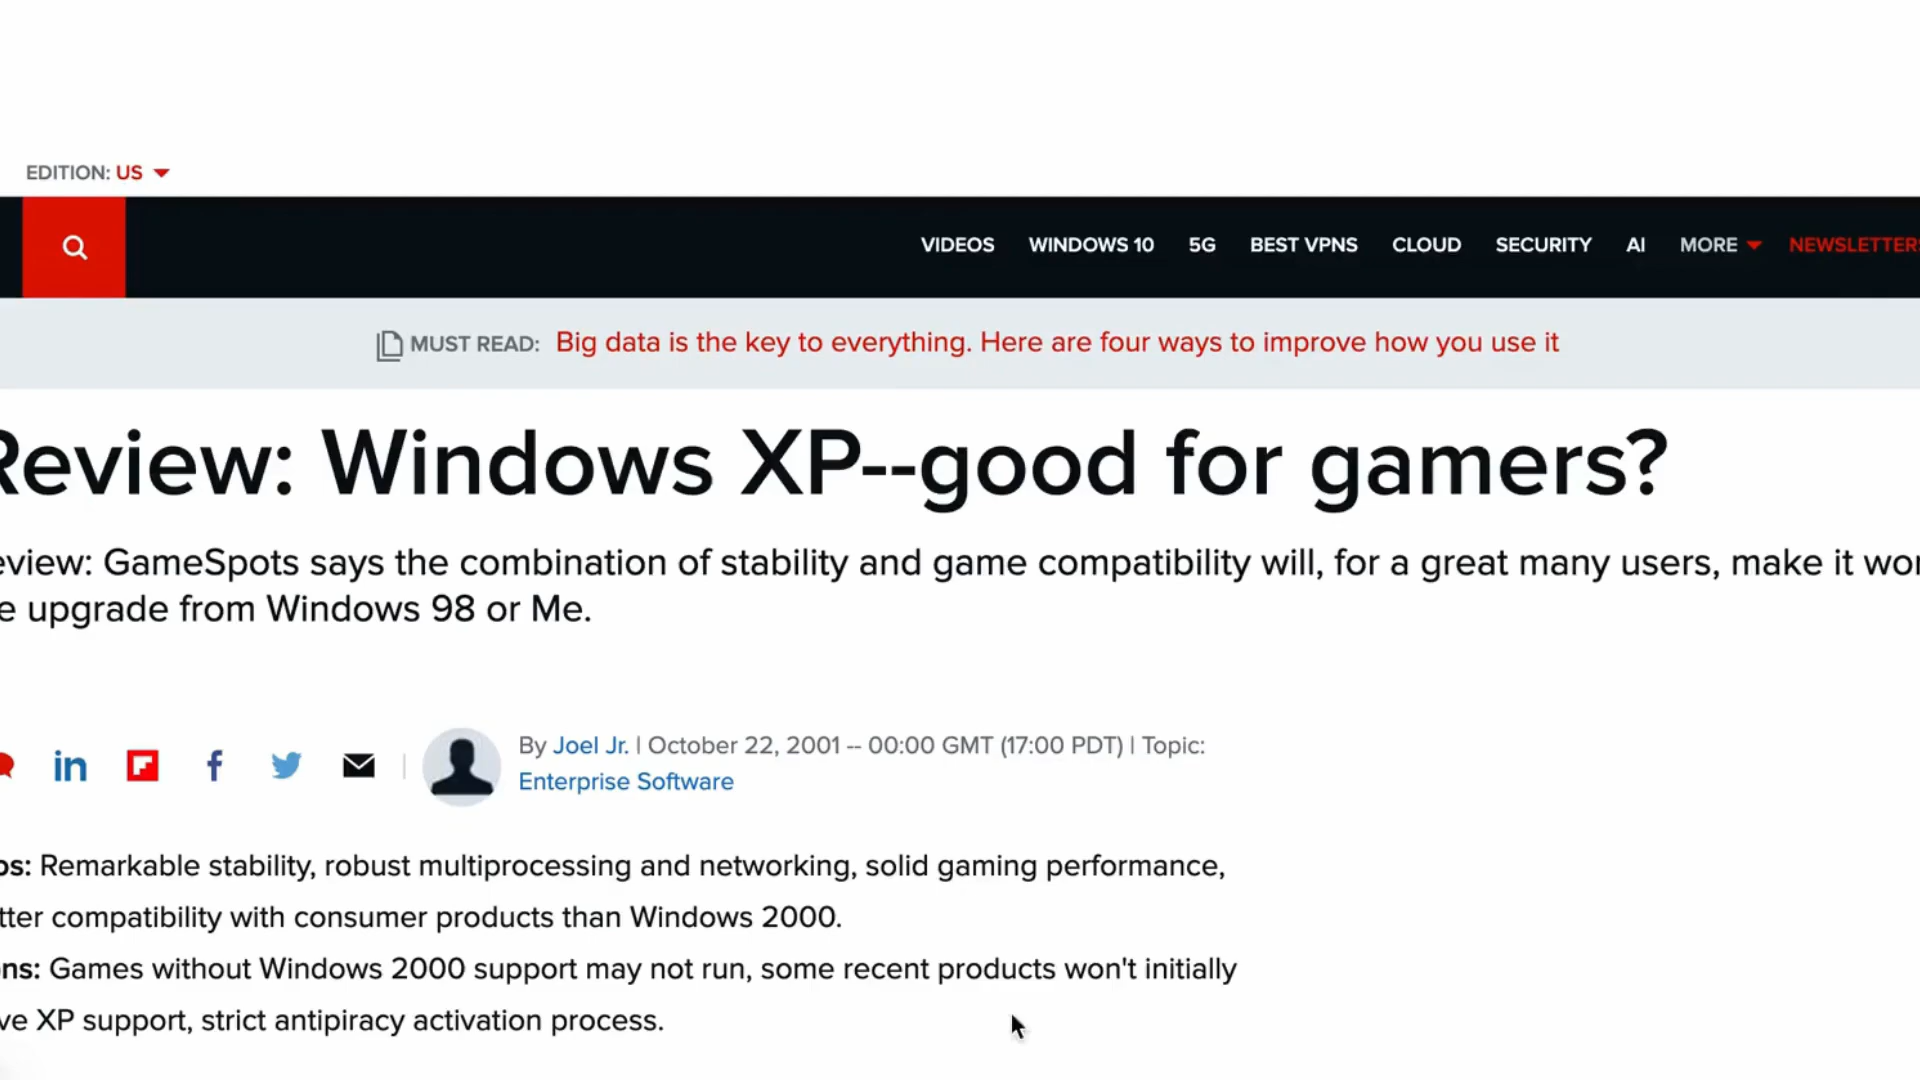 EDITION: US
VIDEOS WINDOWS 10 5G BEST VPNS CLOUD SECURITY AI MORE NEWSLETTER
MUST READ: Big data is the key to everything. Here are four ways to improve how you use it
Review: Windows XP--good for gamers?
eview: GameSpots says the combination of stability and game compatibility will, for a great many users, make it wor
e upgrade from Windows 98 or Me.
By Joel Jr. | October 22, 2001 -- 00:00 GMT (17:00 PDT) | Topic:
Enterprise Software
os: Remarkable stability, robust multiprocessing and networking, solid gaming performance,
tter compatibility with consumer products than Windows 2000.
ns: Games without Windows 2000 support may not run, some recent products won't initially
ve XP support, strict antipiracy activation process.